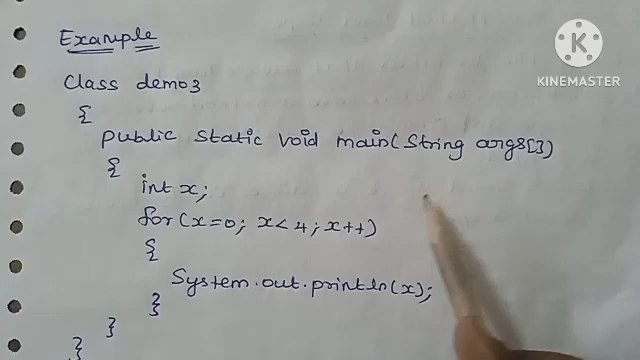 Example
Class demo3
{
public static void main(String args[])
{
int x;
for(x=0; x<4; x++)
{
System.out.println(x);
}
}
}
K
KINEMASTER